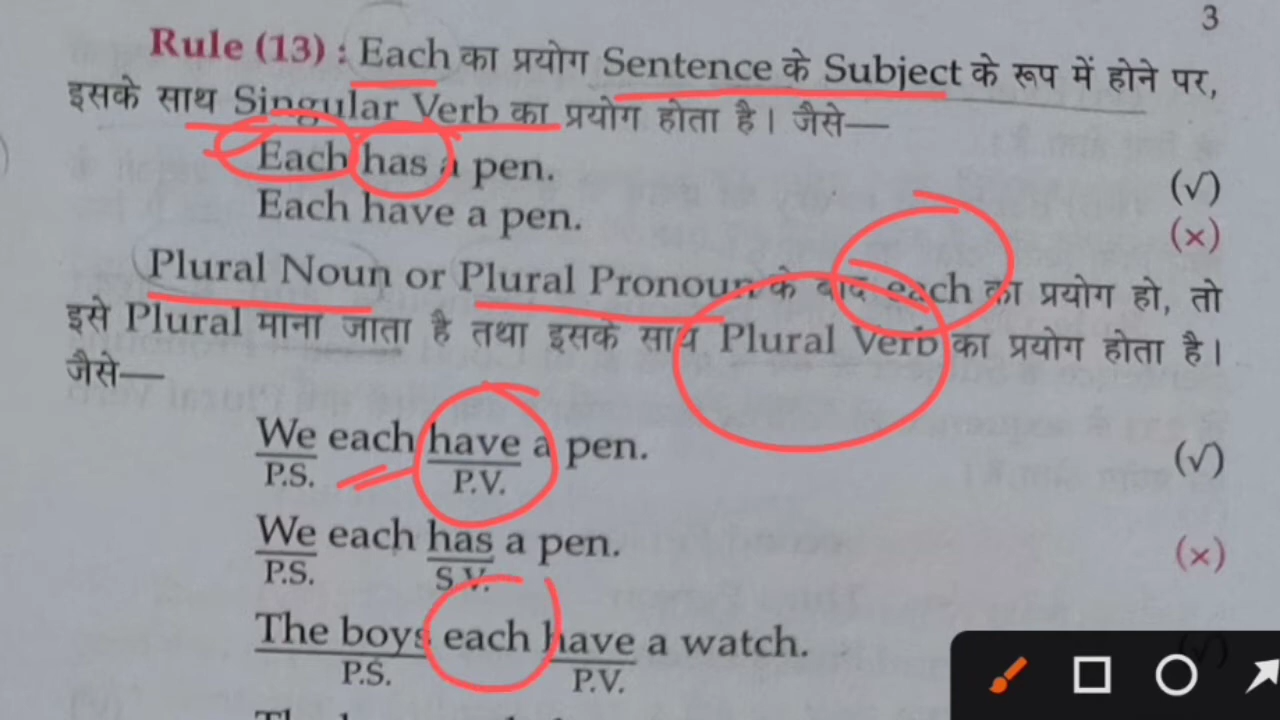 3
Rule (13) : Each का प्रयोग Sentence के Subject के रूप में होने पर,
इसके साथ Singular Verb का प्रयोग होता है। जैसे—
Each has a pen. (√)
Each have a pen. (×)
Plural Noun or Plural Pronoun के बाद each का प्रयोग हो, तो
इसे Plural माना जाता है तथा इसके साथ Plural Verb का प्रयोग होता है।
जैसे—
We each have a pen. (√)
P.S. P.V.
We each has a pen. (×)
P.S. S.V.
The boys each have a watch.
P.S. P.V.